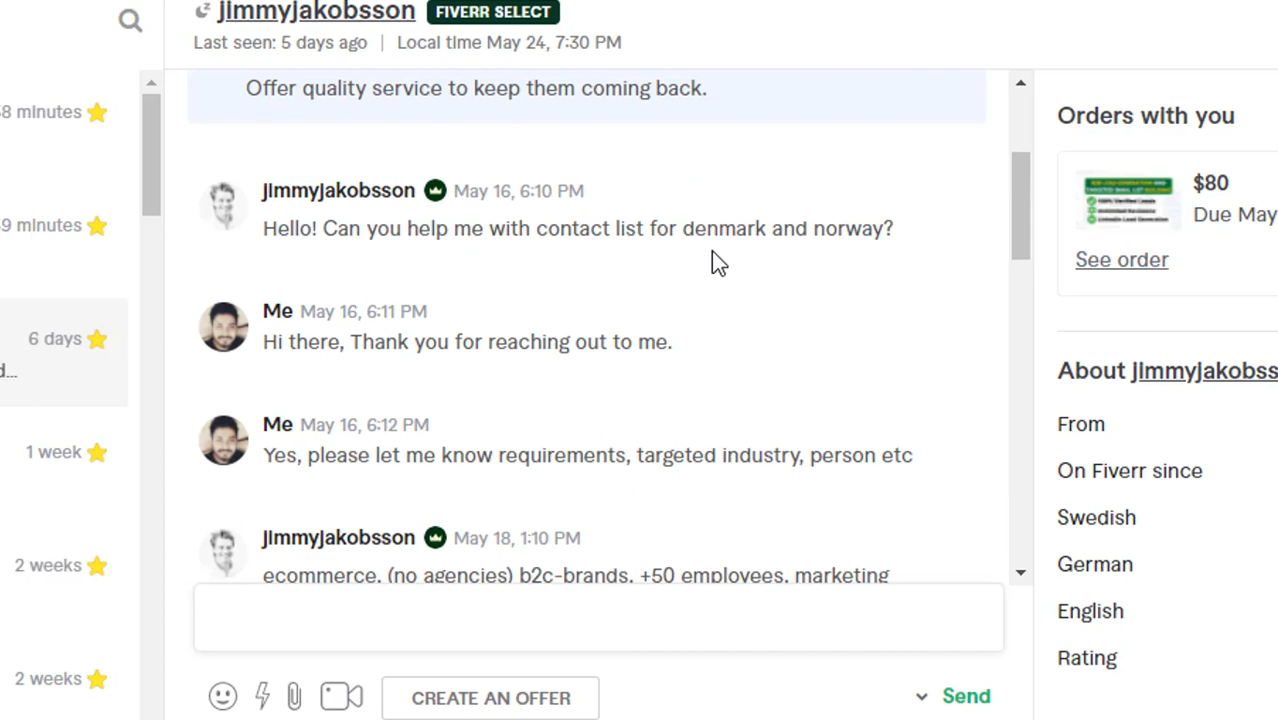 jimmyjakobsson FIVERR SELECT
Last seen: 5 days ago | Local time May 24, 7:30 PM
Offer quality service to keep them coming back.
8 minutes
9 minutes
6 days
d...
1 week
2 weeks
2 weeks
jimmyjakobsson May 16, 6:10 PM
Hello! Can you help me with contact list for denmark and norway?
Me May 16, 6:11 PM
Hi there, Thank you for reaching out to me.
Me May 16, 6:12 PM
Yes, please let me know requirements, targeted industry, person etc
jimmyjakobsson May 18, 1:10 PM
ecommerce, (no agencies) b2c-brands, +50 employees, marketing
CREATE AN OFFER
Send
Orders with you
$80
Due May
See order
About jimmyjakobss
From
On Fiverr since
Swedish
German
English
Rating